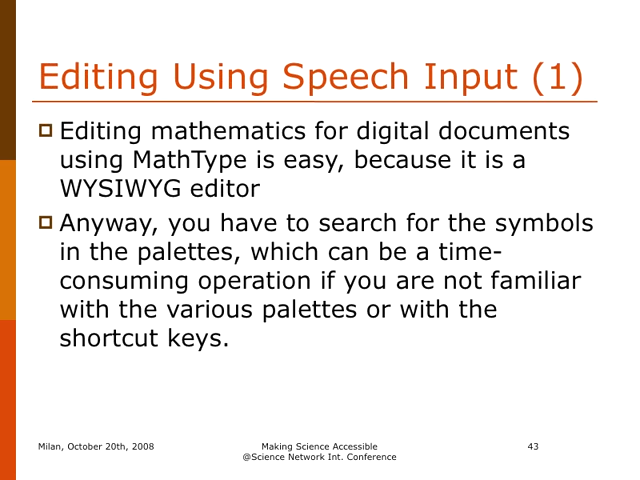 Editing Using Speech Input (1)
Editing mathematics for digital documents
using MathType is easy, because it is a
WYSIWYG editor
Anyway, you have to search for the symbols
in the palettes, which can be a time-
consuming operation if you are not familiar
with the various palettes or with the
shortcut keys.
Milan, October 20th, 2008
Making Science Accessible
@Science Network Int. Conference
43